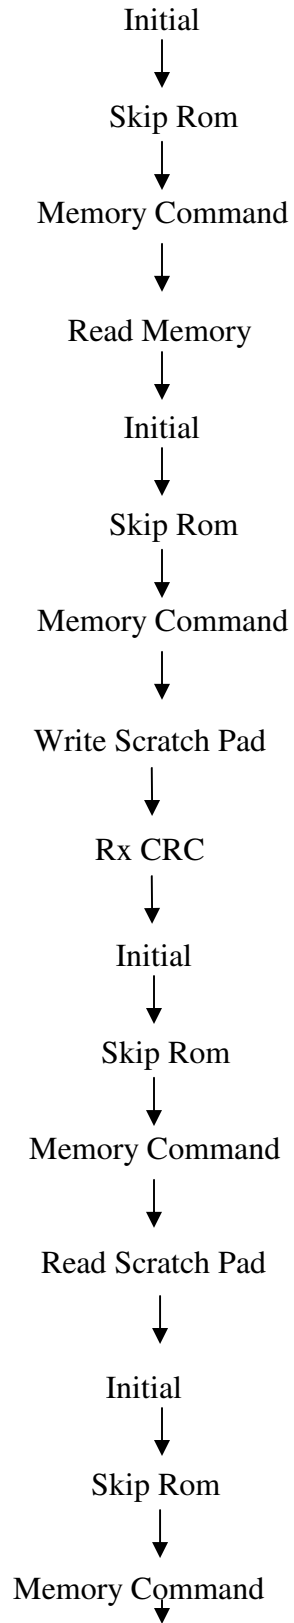 Initial
Skip Rom
Memory Command
Read Memory
Initial
Skip Rom
Memory Command
Write Scratch Pad
Rx CRC
Initial
Skip Rom
Memory Command
Read Scratch Pad
Initial
Skip Rom
Memory Command